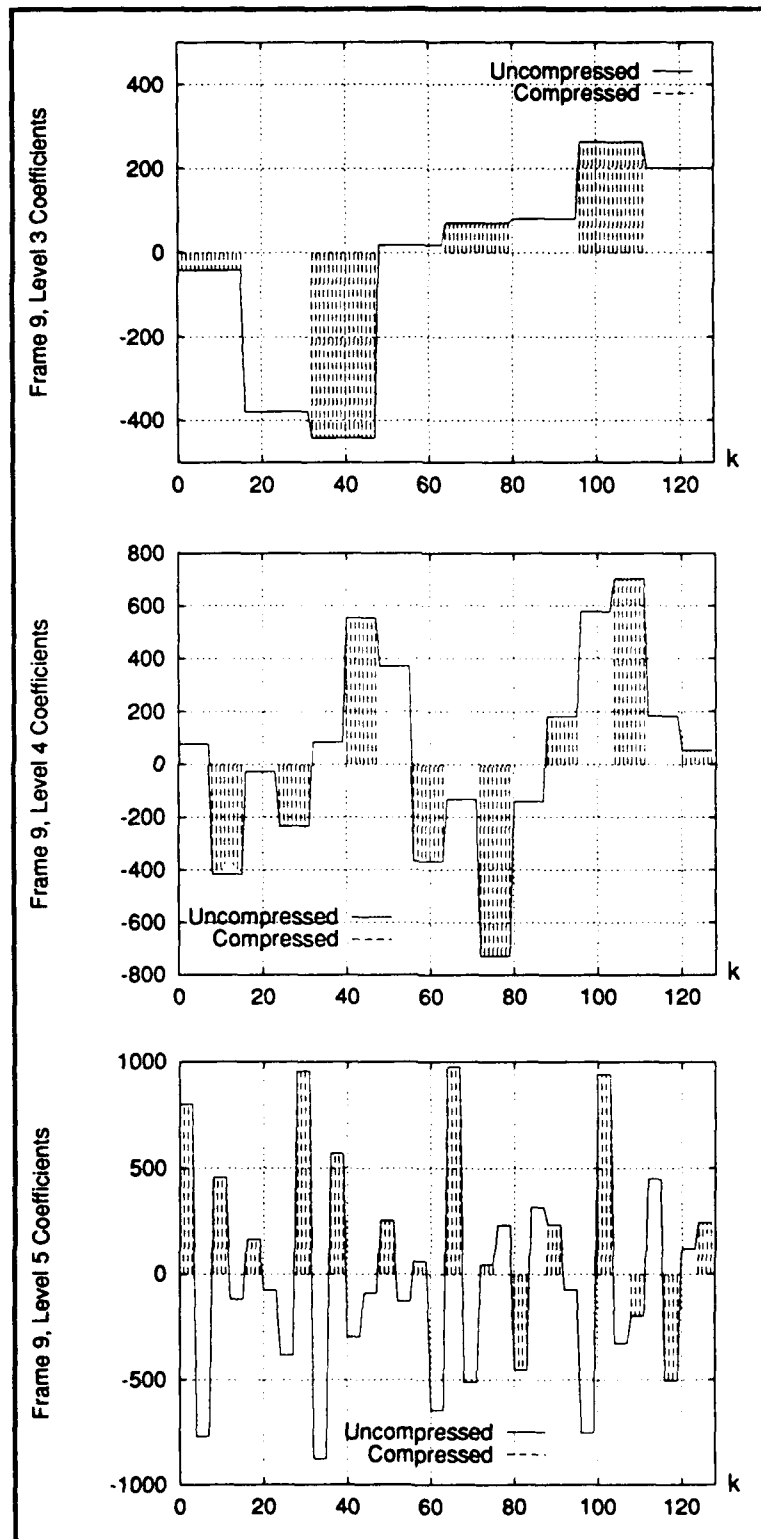 Frame 9, Level 3 Coefficients
400
200
0
-200
-400
Uncompressed
Compressed
0 20 40 60 80 100 120
k
Frame 9, Level 4 Coefficients
800
600
400
200
0
-200
-400
-600
-800
Uncompressed
Compressed
0 20 40 60 80 100 120
k
Frame 9, Level 5 Coefficients
1000
500
0
-500
-1000
Uncompressed
Compressed
0 20 40 60 80 100 120
k